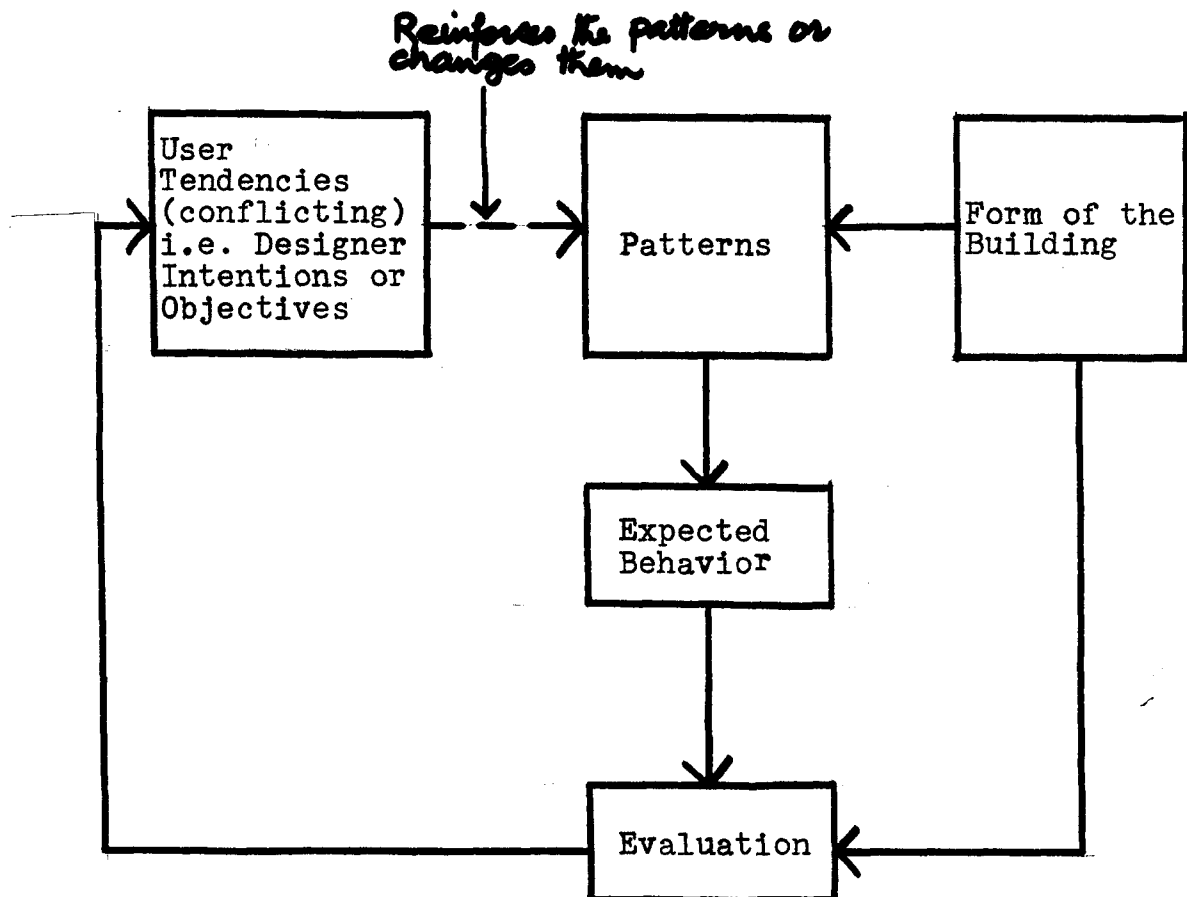 Reinforces the patterns or
changes them
User
Tendencies
(conflicting)
i.e. Designer
Intentions or
Objectives
Patterns
Form of the
Building
Expected
Behavior
Evaluation